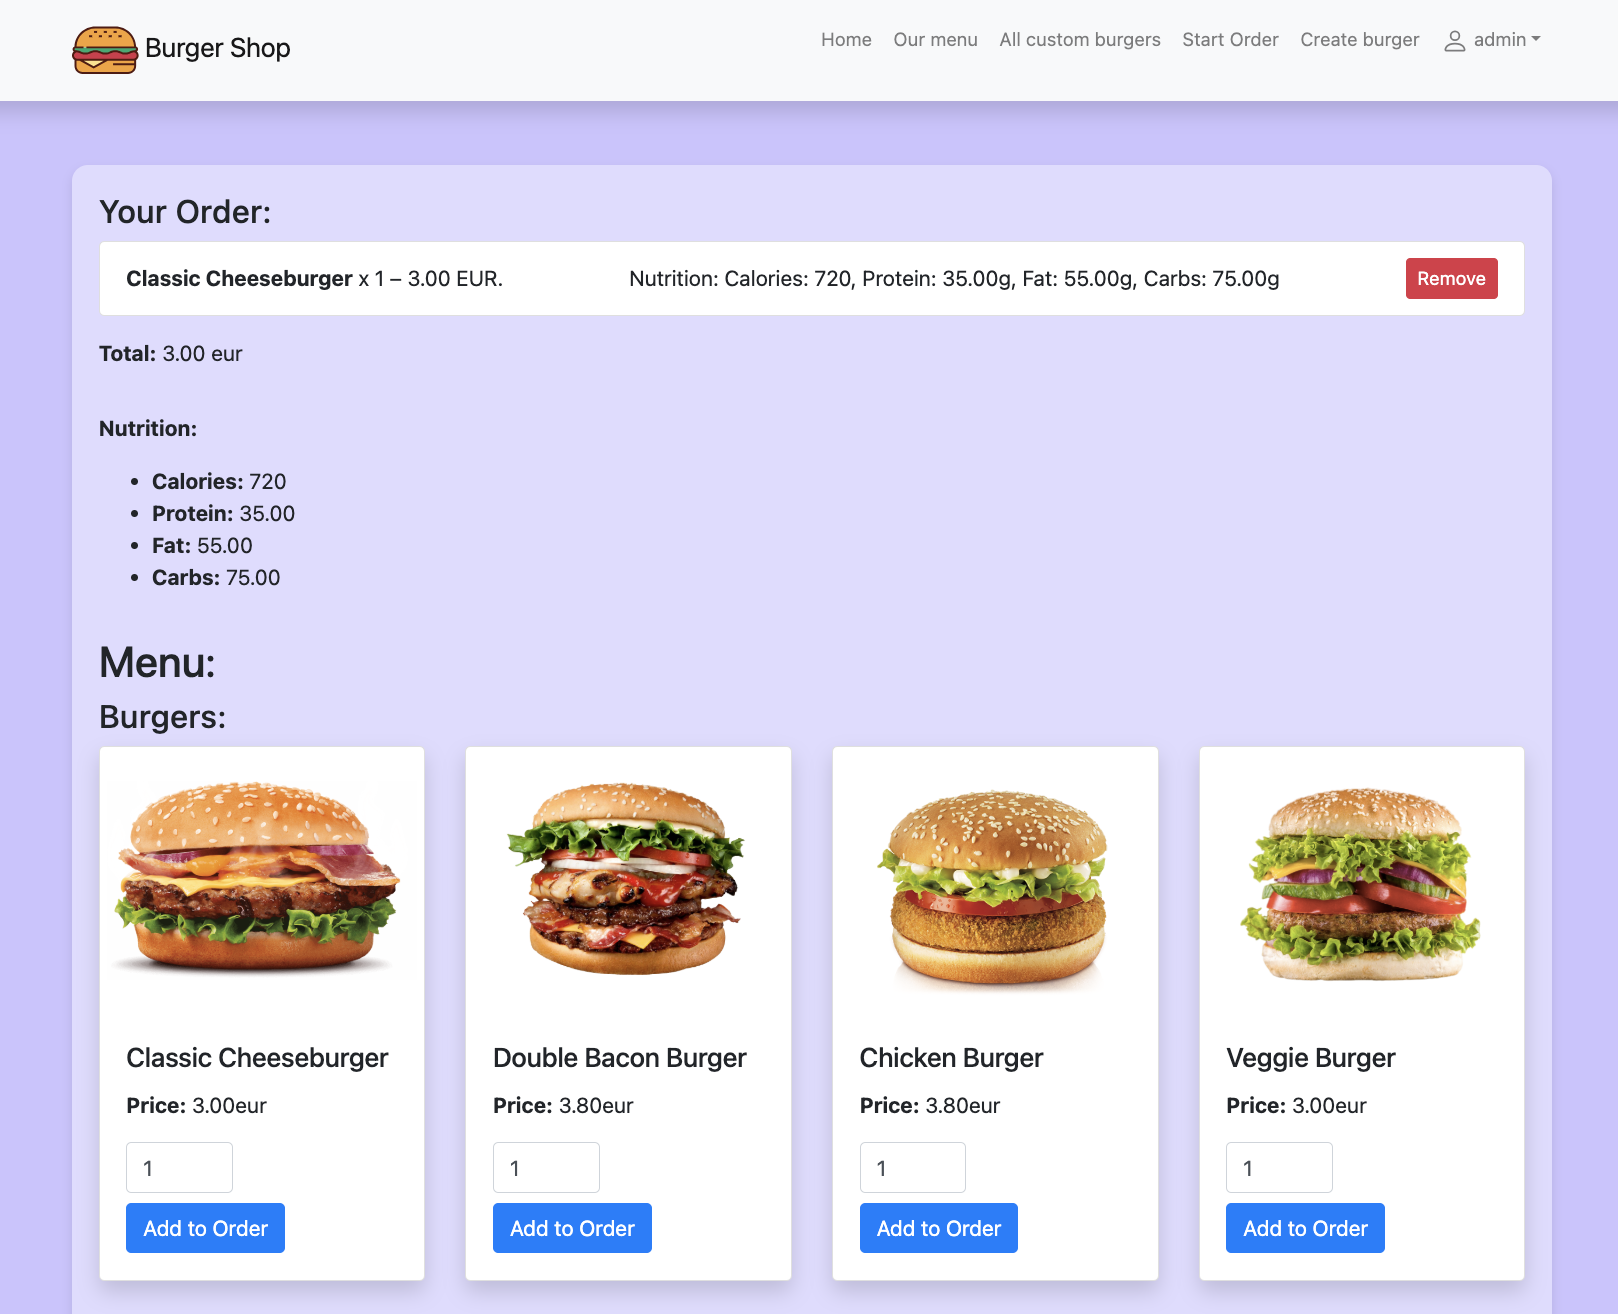 Burger Shop
Home Our menu All custom burgers Start Order Create burger admin
Your Order:
Classic Cheeseburger x 1 – 3.00 EUR. Nutrition: Calories: 720, Protein: 35.00g, Fat: 55.00g, Carbs: 75.00g Remove
Total: 3.00 eur
Nutrition:
• Calories: 720
• Protein: 35.00
• Fat: 55.00
• Carbs: 75.00
Menu:
Burgers:
Classic Cheeseburger
Price: 3.00eur
1
Add to Order
Double Bacon Burger
Price: 3.80eur
1
Add to Order
Chicken Burger
Price: 3.80eur
1
Add to Order
Veggie Burger
Price: 3.00eur
1
Add to Order